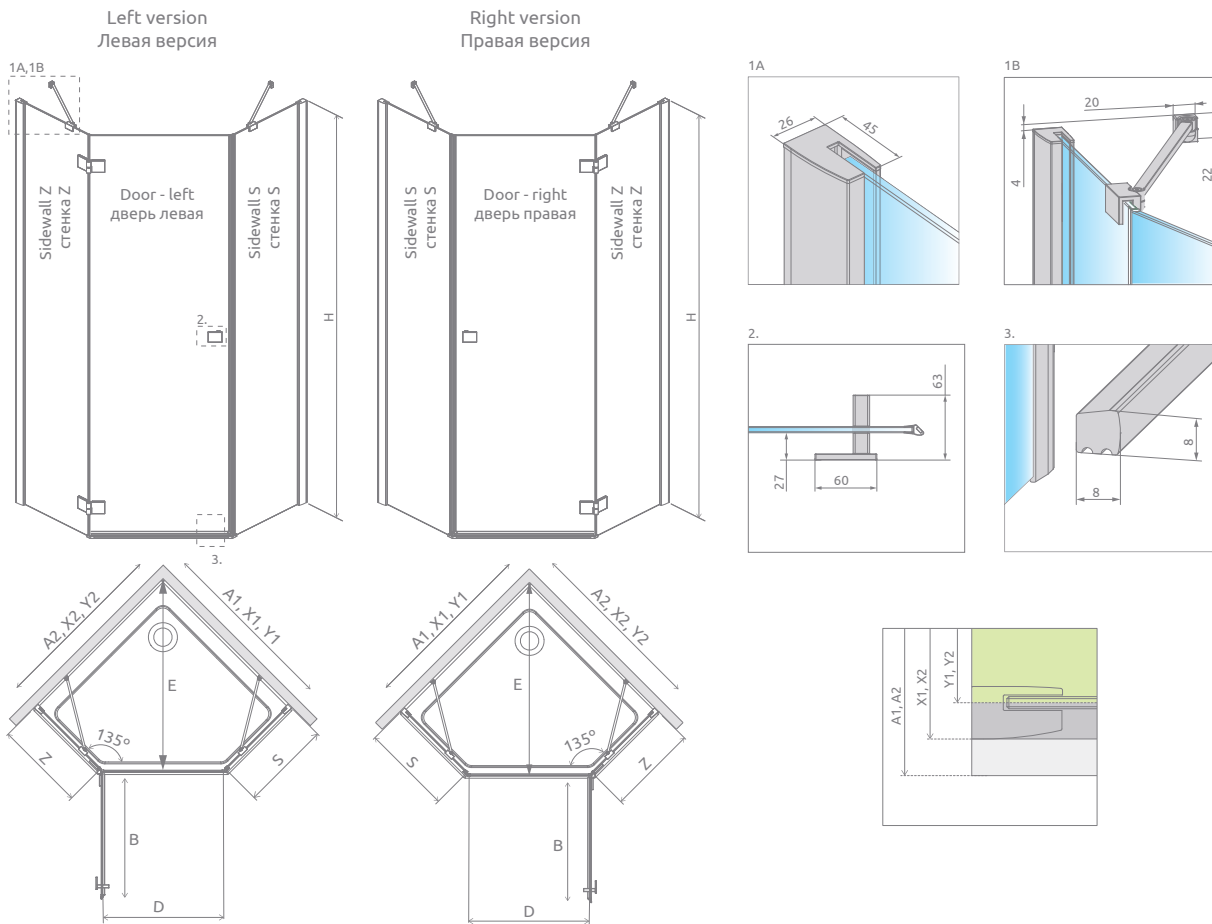 Left version
Левая версия
Right version
Правая версия
1A,1B
Sidewall Z
стенка Z
Door - left
дверь левая
Sidewall S
стенка S
H
2.
3.
Sidewall S
стенка S
Door - right
дверь правая
Sidewall Z
стенка Z
H
1A
26
45
1B
20
4
22
2.
63
27
60
3.
8
8
A2, X2, Y2
A1, X1, Y1
E
135°
Z
S
B
D
A1, X1, Y1
A2, X2, Y2
E
135°
S
Z
B
D
A1, A2
X1, X2
Y1, Y2